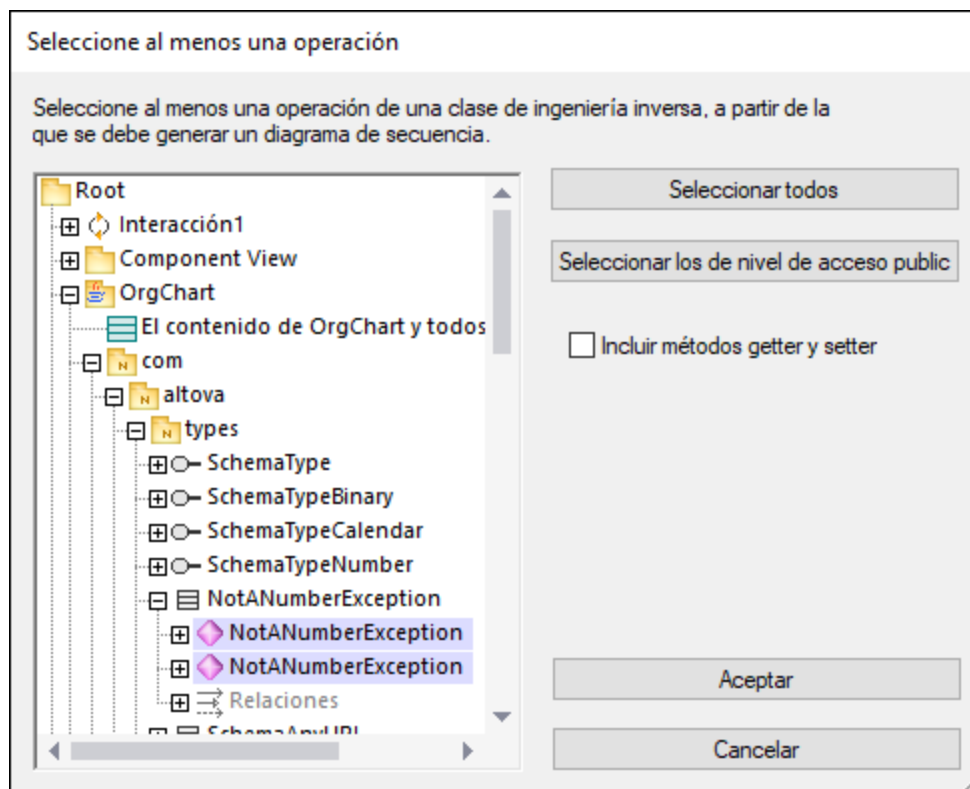 Seleccione al menos una operación
Seleccione al menos una operación de una clase de ingeniería inversa, a partir de la
que se debe generar un diagrama de secuencia.
Root
Interacción1
Component View
OrgChart
El contenido de OrgChart y todos
com
altova
types
SchemaType
SchemaTypeBinary
SchemaTypeCalendar
SchemaTypeNumber
NotANumberException
NotANumberException
NotANumberException
Relaciones
SchemaAnyURI
Seleccionar todos
Seleccionar los de nivel de acceso public
Incluir métodos getter y setter
Aceptar
Cancelar